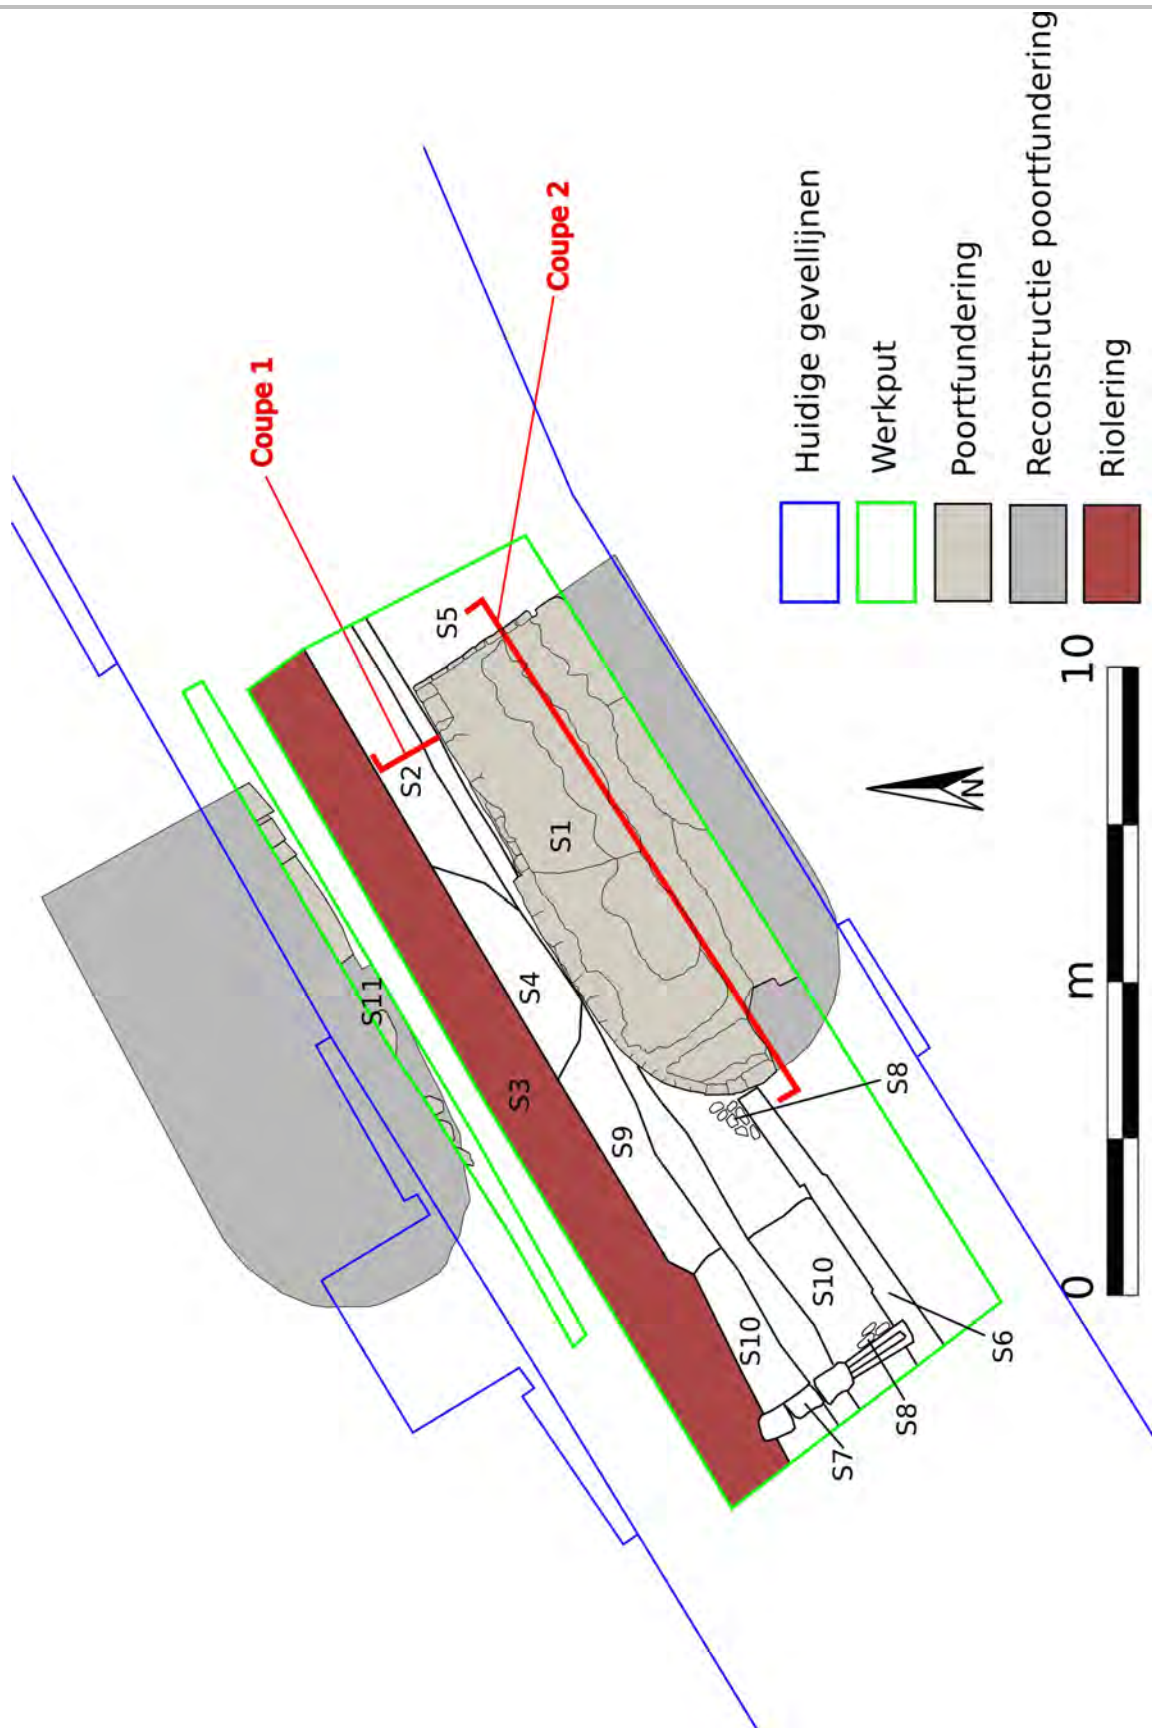 Coupe 1
Coupe 2
S5
S2
S1
S11
S4
S3
S8
S9
S10
S10
S6
S8
S7
N
Huidige gevellijnen
Werkput
Poortfundering
Reconstructie poortfundering
Riolering
0 m 10